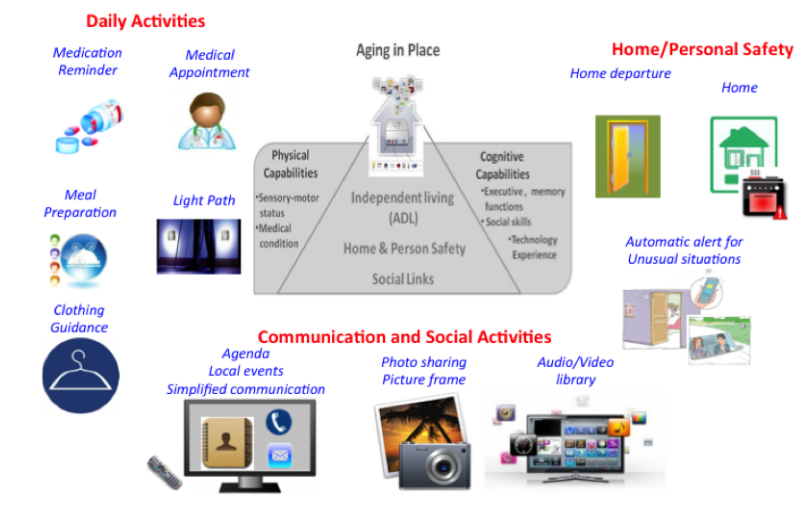 Daily Activities
Medication
Reminder
Medical
Appointment
Meal
Preparation
Light Path
Clothing
Guidance
Aging in Place
Physical
Capabilities
•Sensory-motor
status
•Medical
condition
Independent living
(ADL)
Home & Person Safety
Social Links
Cognitive
Capabilities
•Executive, memory
functions
•Social skills
•Technology
Experience
Home/Personal Safety
Home departure
Home
Automatic alert for
Unusual situations
Communication and Social Activities
Agenda
Local events
Simplified communication
Photo sharing
Picture frame
Audio/Video
library